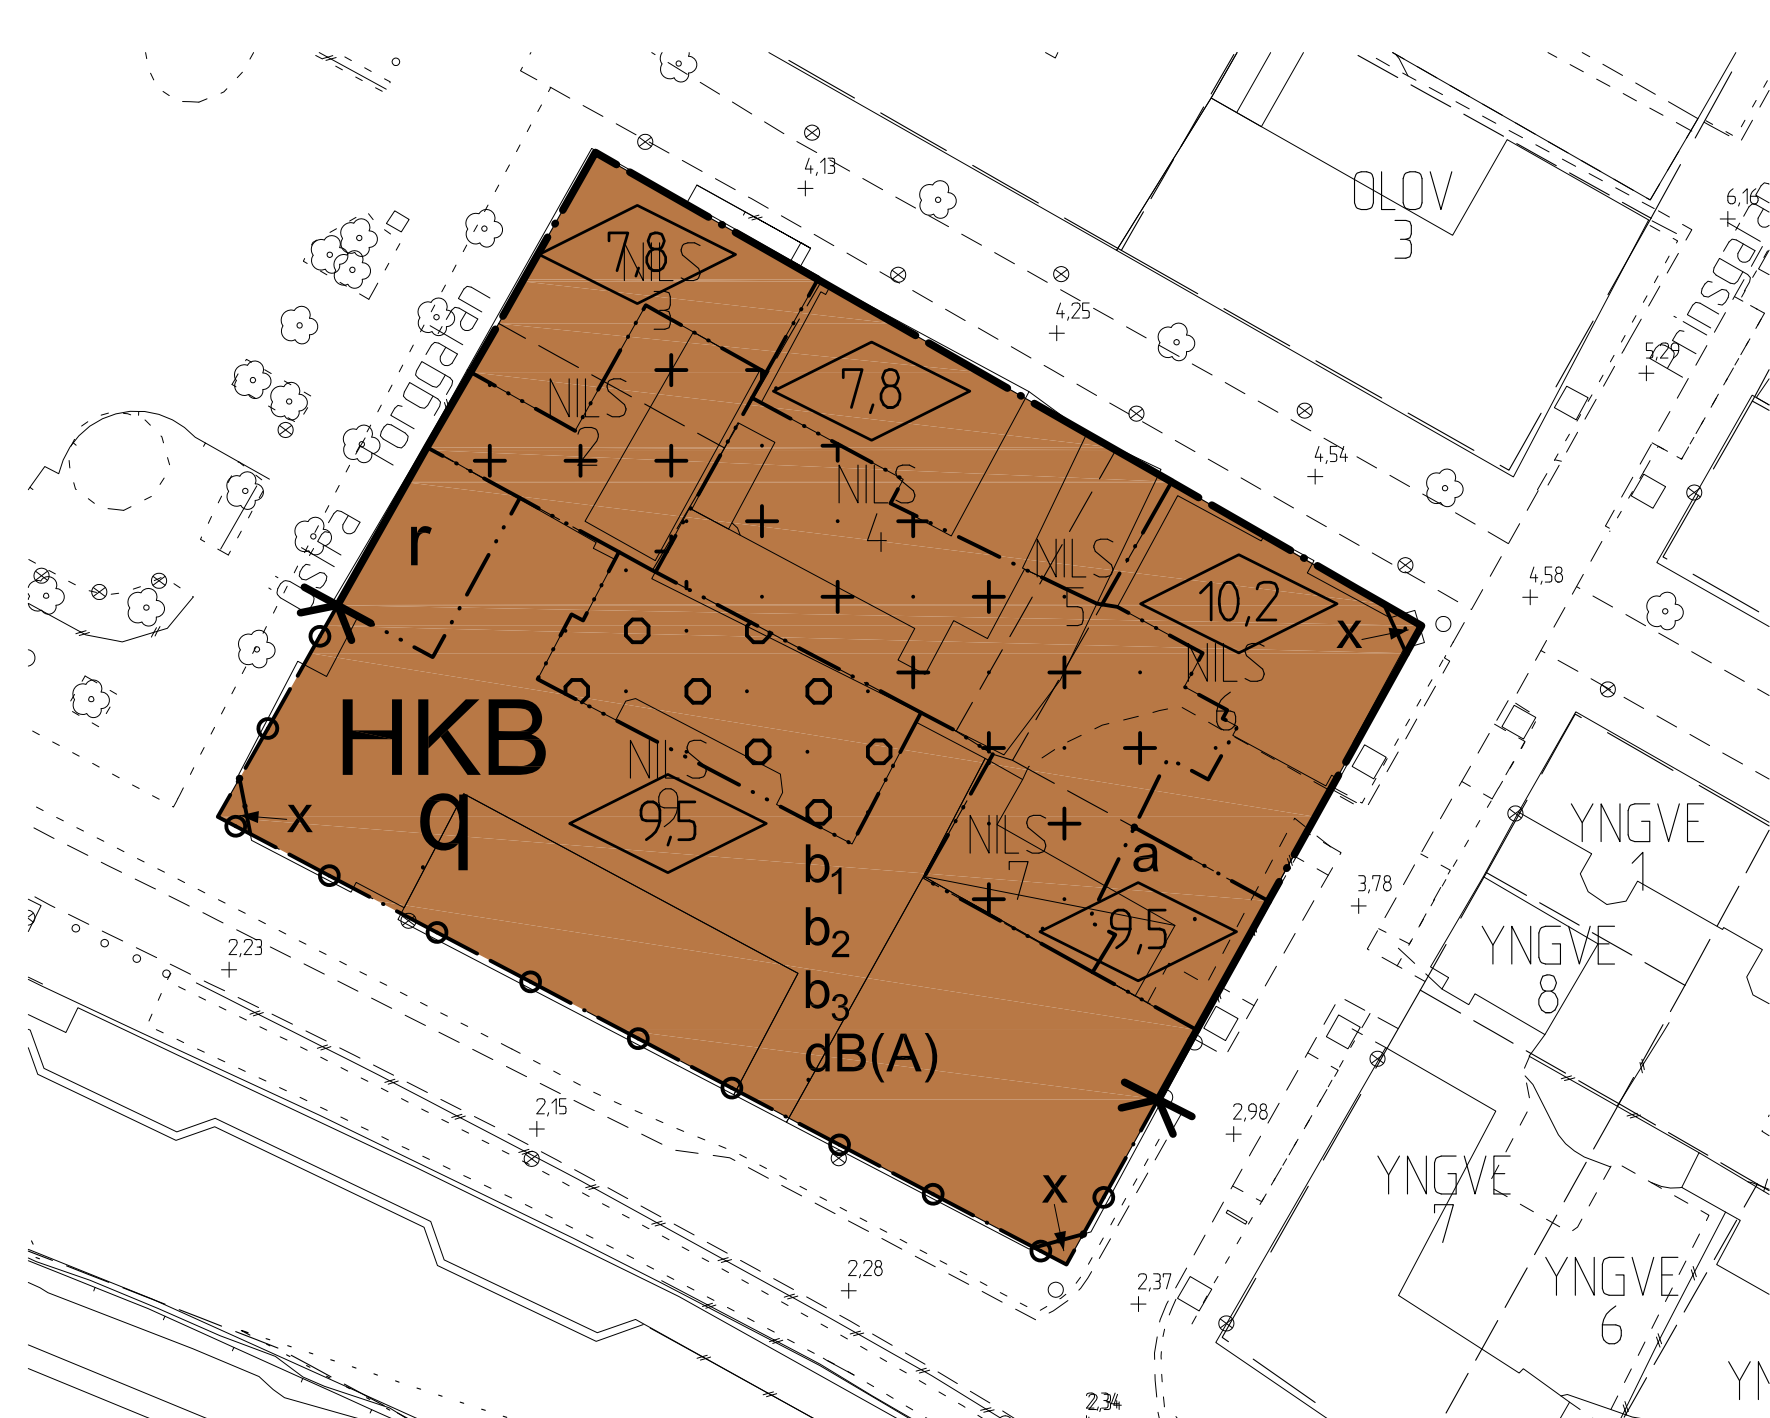 4,13
OLOV
3
6,16
Prinsga
7,8
NILS
3
4,25
5,29
Östra Torggatan
7,8
NILS
2
NILS
4
4,54
r
NILS
5
4,58
10,2
x
NILS
6
HKB
NILS
9
9,5
q
x
YNGVE
1
NILS
7
a
b1
3,78
9,5
b2
YNGVE
8
2,23
b3
dB(A)
2,15
2,98
x
YNGVE
7
2,28
2,37
YNGVE
6
YN
2,34